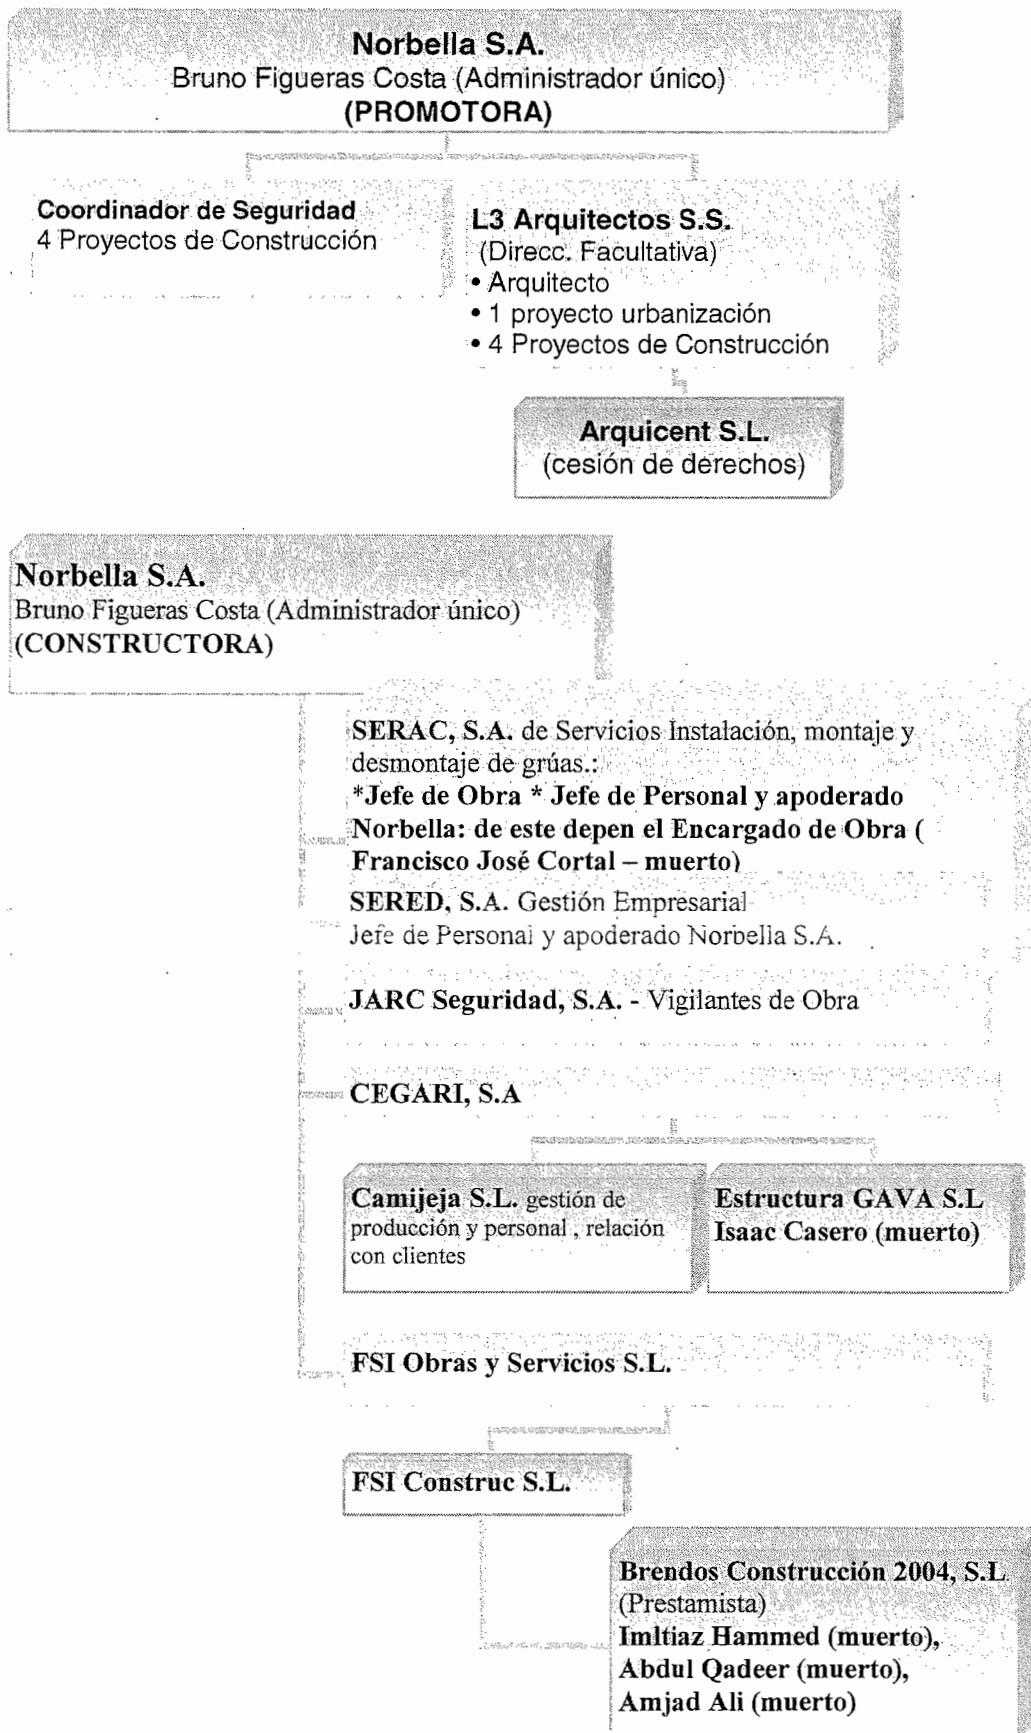 Norbella S.A.
Bruno Figueras Costa (Administrador único)
(PROMOTORA)
Coordinador de Seguridad
4 Proyectos de Construcción
L3 Arquitectos S.S.
(Direcc. Facultativa)
• Arquitecto
• 1 proyecto urbanización
• 4 Proyectos de Construcción
Arquicent S.L.
(cesión de derechos)
Norbella S.A.
Bruno Figueras Costa (Administrador único)
(CONSTRUCTORA)
SERAC, S.A. de Servicios Instalación, montaje y
desmontaje de grúas.:
*Jefe de Obra * Jefe de Personal y apoderado
Norbella: de este depen el Encargado de Obra (
Francisco José Cortal – muerto)
SERED, S.A. Gestión Empresarial
Jefe de Personal y apoderado Norbella S.A.
JARC Seguridad, S.A. - Vigilantes de Obra
CEGARI, S.A
Camijeja S.L. gestión de
producción y personal , relación
con clientes
Estructura GAVA S.L
Isaac Casero (muerto)
FSI Obras y Servicios S.L.
FSI Construc S.L.
Brendos Construcción 2004, S.L.
(Prestamista)
Imltiaz Hammed (muerto),
Abdul Qadeer (muerto),
Amjad Ali (muerto)